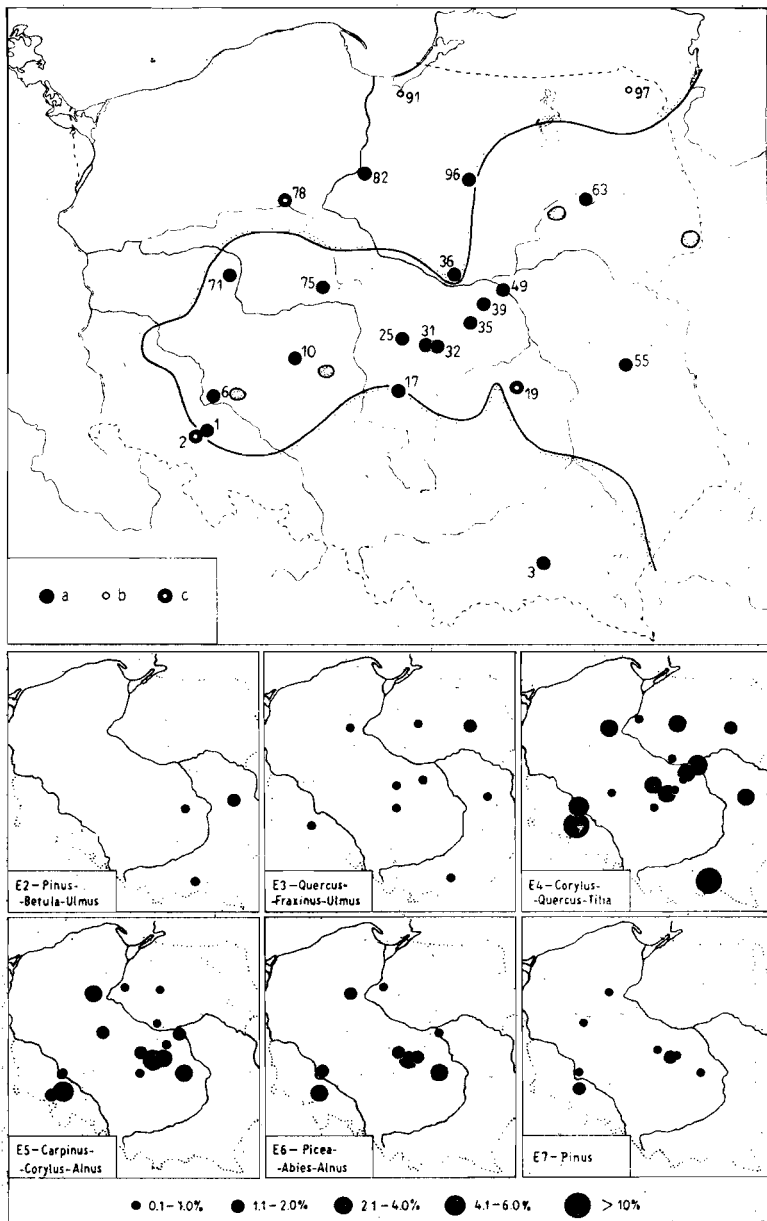 91
97
82
96
63
78
36
71
75
49
39
35
25
31
32
10
55
17
19
6
1
2
3
a b c
E2-Pinus-
-Betula-Ulmus
E3-Quercus-
-Fraxinus-Ulmus
E4-Corylus-
-Quercus-Tilia
E5-Carpinus-
-Corylus-Alnus
E6-Picea-
-Abies-Alnus
E7-Pinus
0.1-1.0% 1.1-2.0% 2.1-4.0% 4.1-6.0% >10%